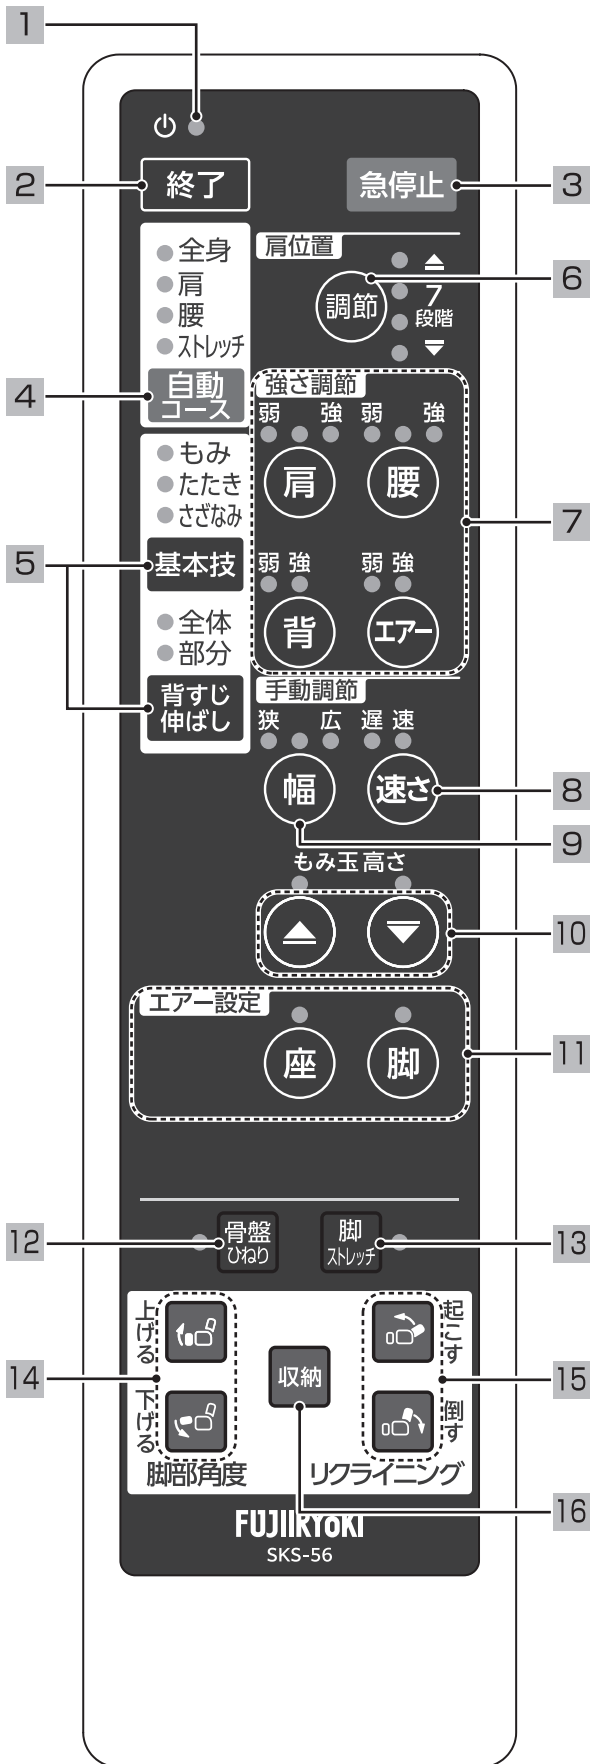 1
2
終了
急停止
3
全身
肩
腰
ストレッチ
自動
コース
4
肩位置
調節
7
段階
6
強さ調節
弱 強 弱 強
肩 腰
弱 強 弱 強
背 エアー
7
もみ
たたき
さざなみ
基本技
5
全体
部分
背すじ
伸ばし
手動調節
狭 広 遅 速
幅 速さ
8
9
もみ玉高さ
10
エアー設定
座 脚
11
12
骨盤
ひねり
脚
ストレッチ
13
上げる
下げる
脚部角度
14
収納
起こす
倒す
リクライニング
15
16
FUJIIRYOKI
SKS-56